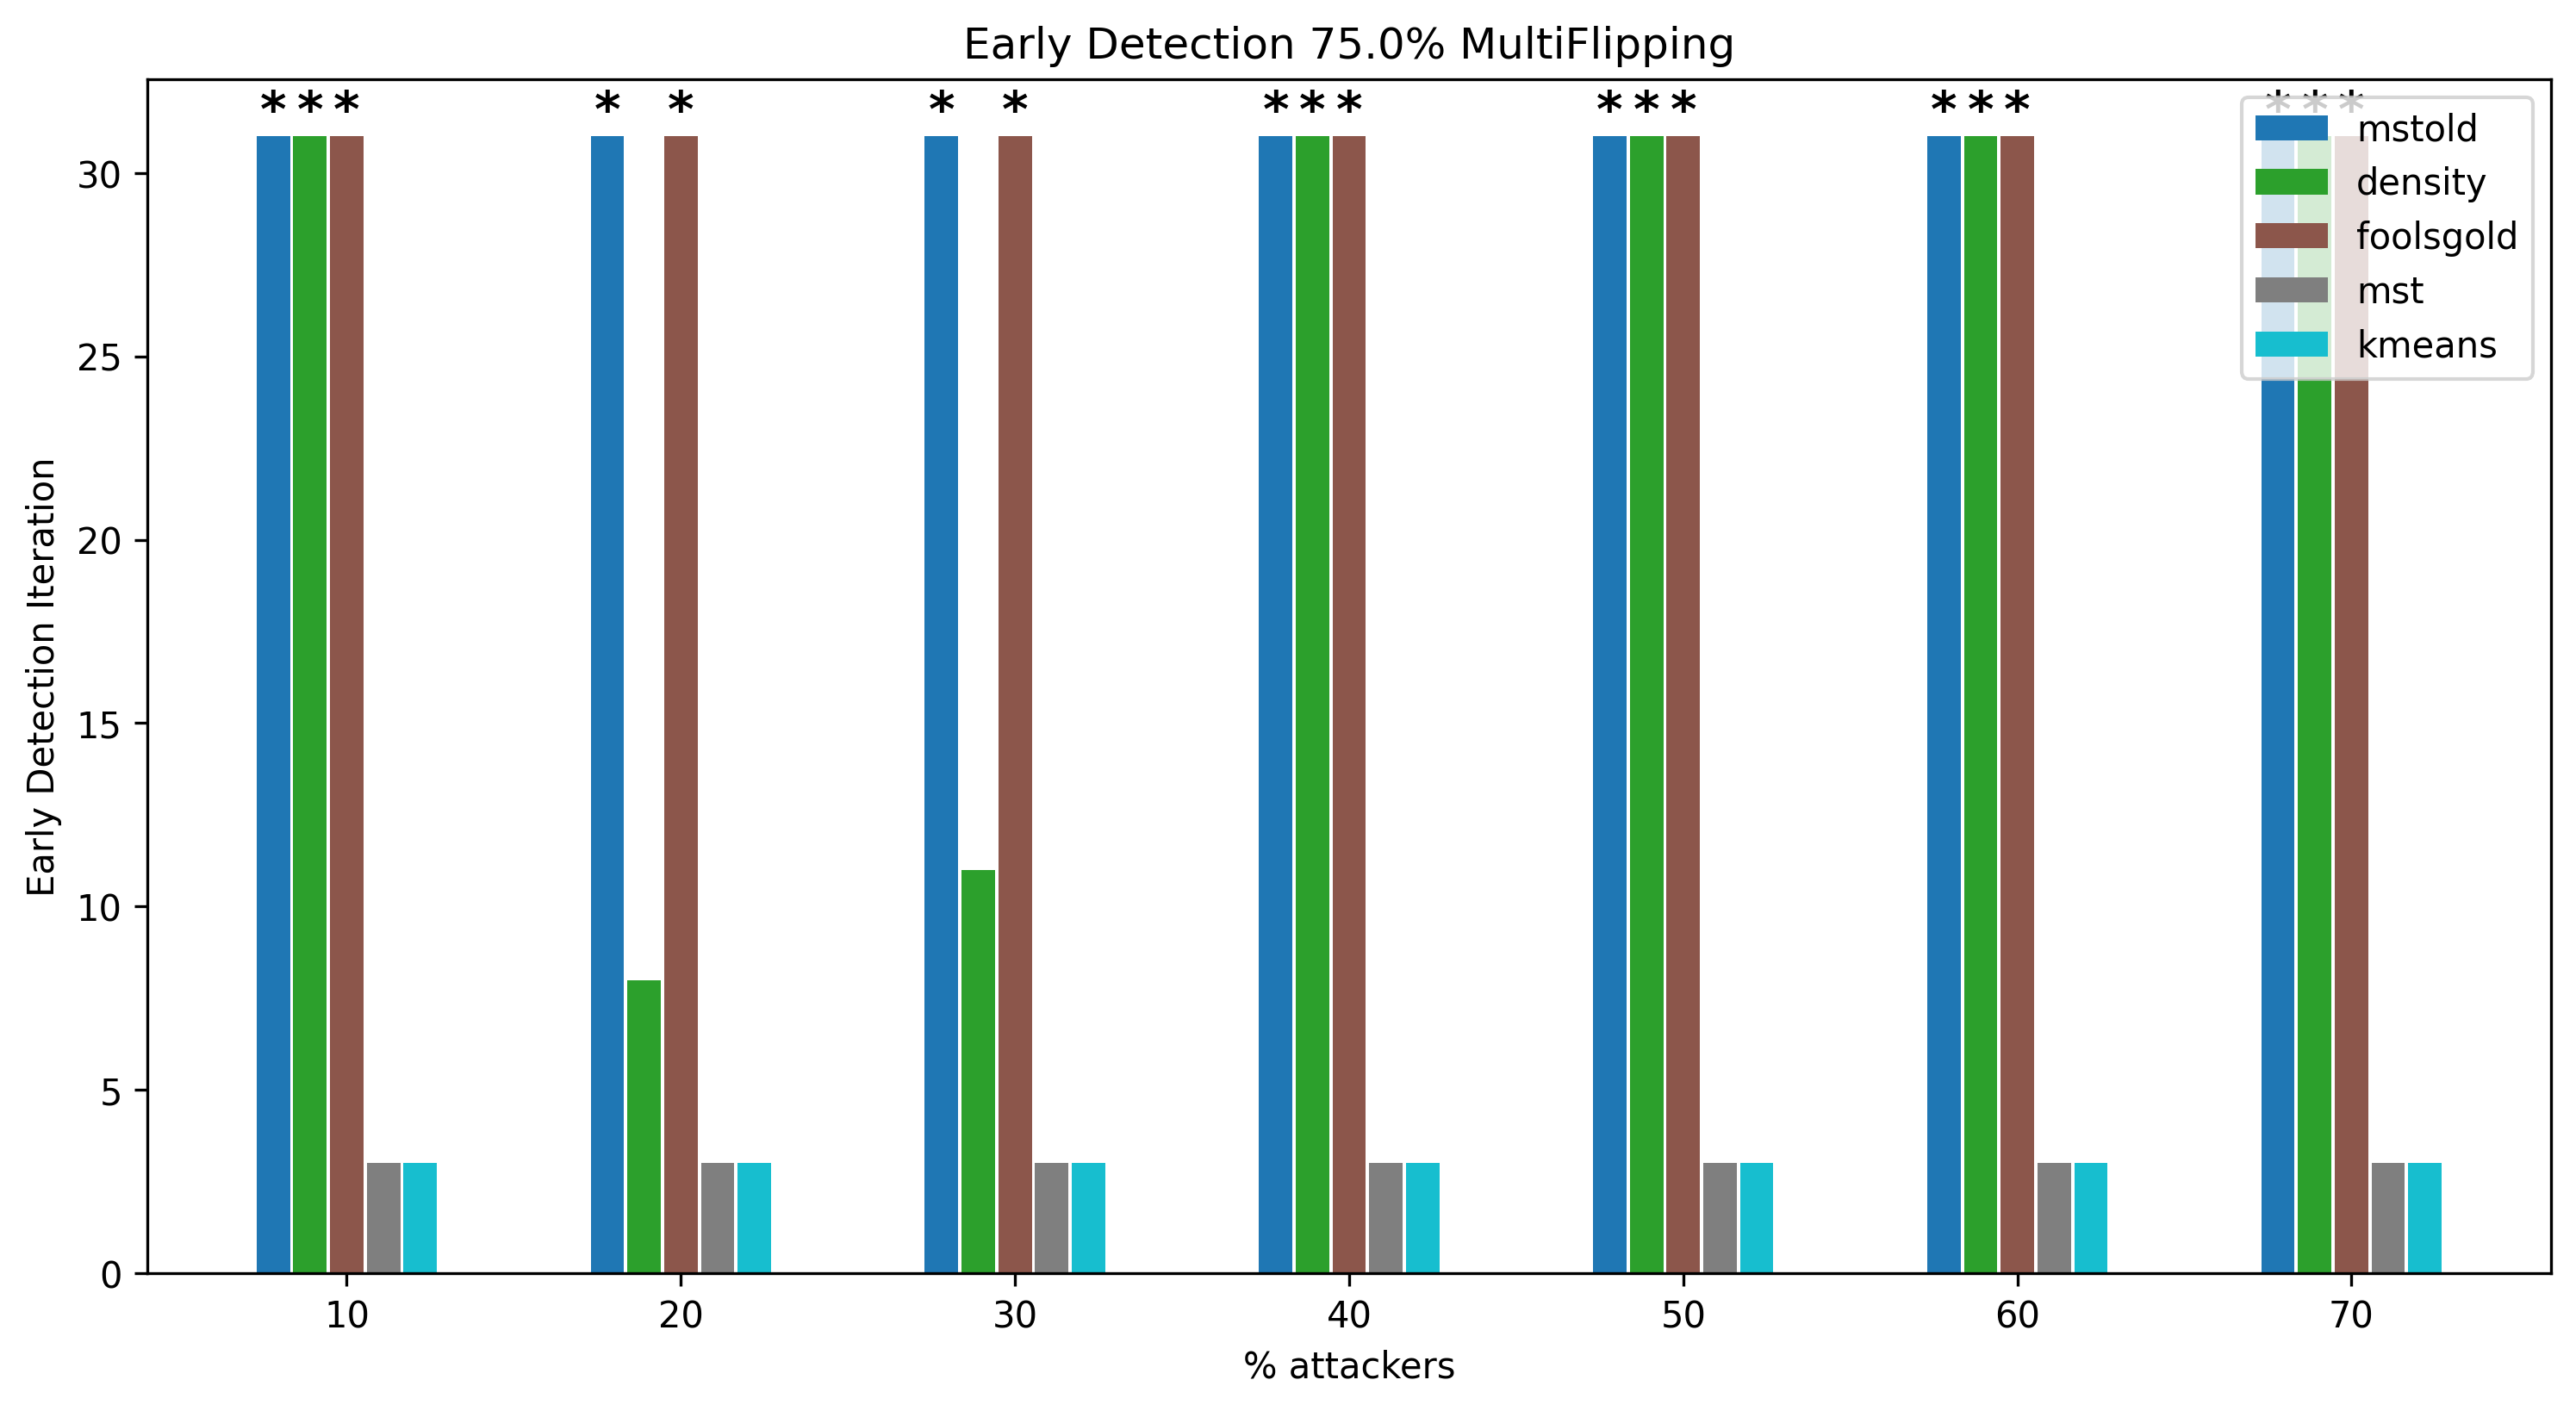 Early Detection 75.0% MultiFlipping
* * * * * * * * * * * * * * * * * * *
mstold
density
foolsgold
mst
kmeans
Early Detection Iteration
30
25
20
15
10
5
0
10 20 30 40 50 60 70
% attackers